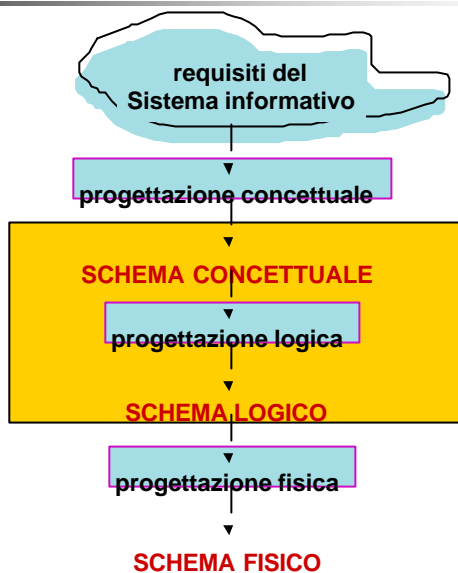 requisiti del
Sistema informativo
progettazione concettuale
SCHEMA CONCETTUALE
progettazione logica
SCHEMA LOGICO
progettazione fisica
SCHEMA FISICO